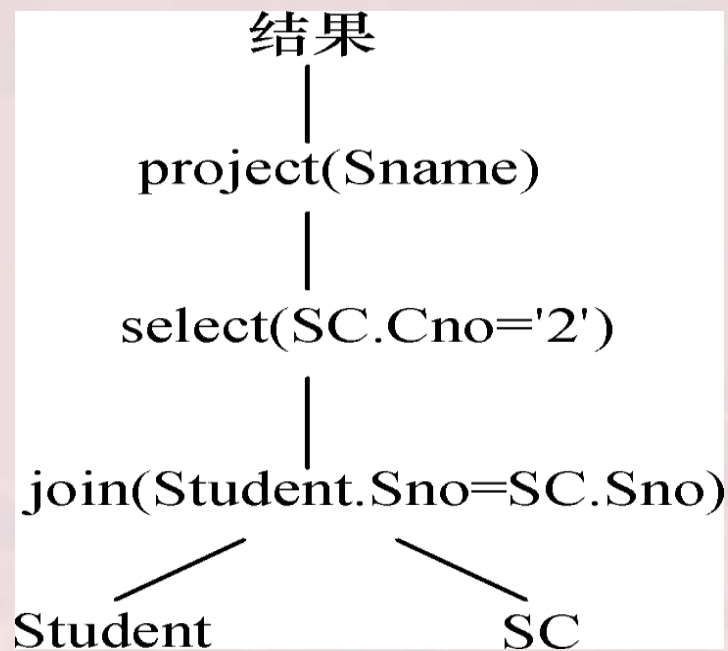 结果
project(Sname)
select(SC.Cno='2')
join(Student.Sno=SC.Sno)
Student SC